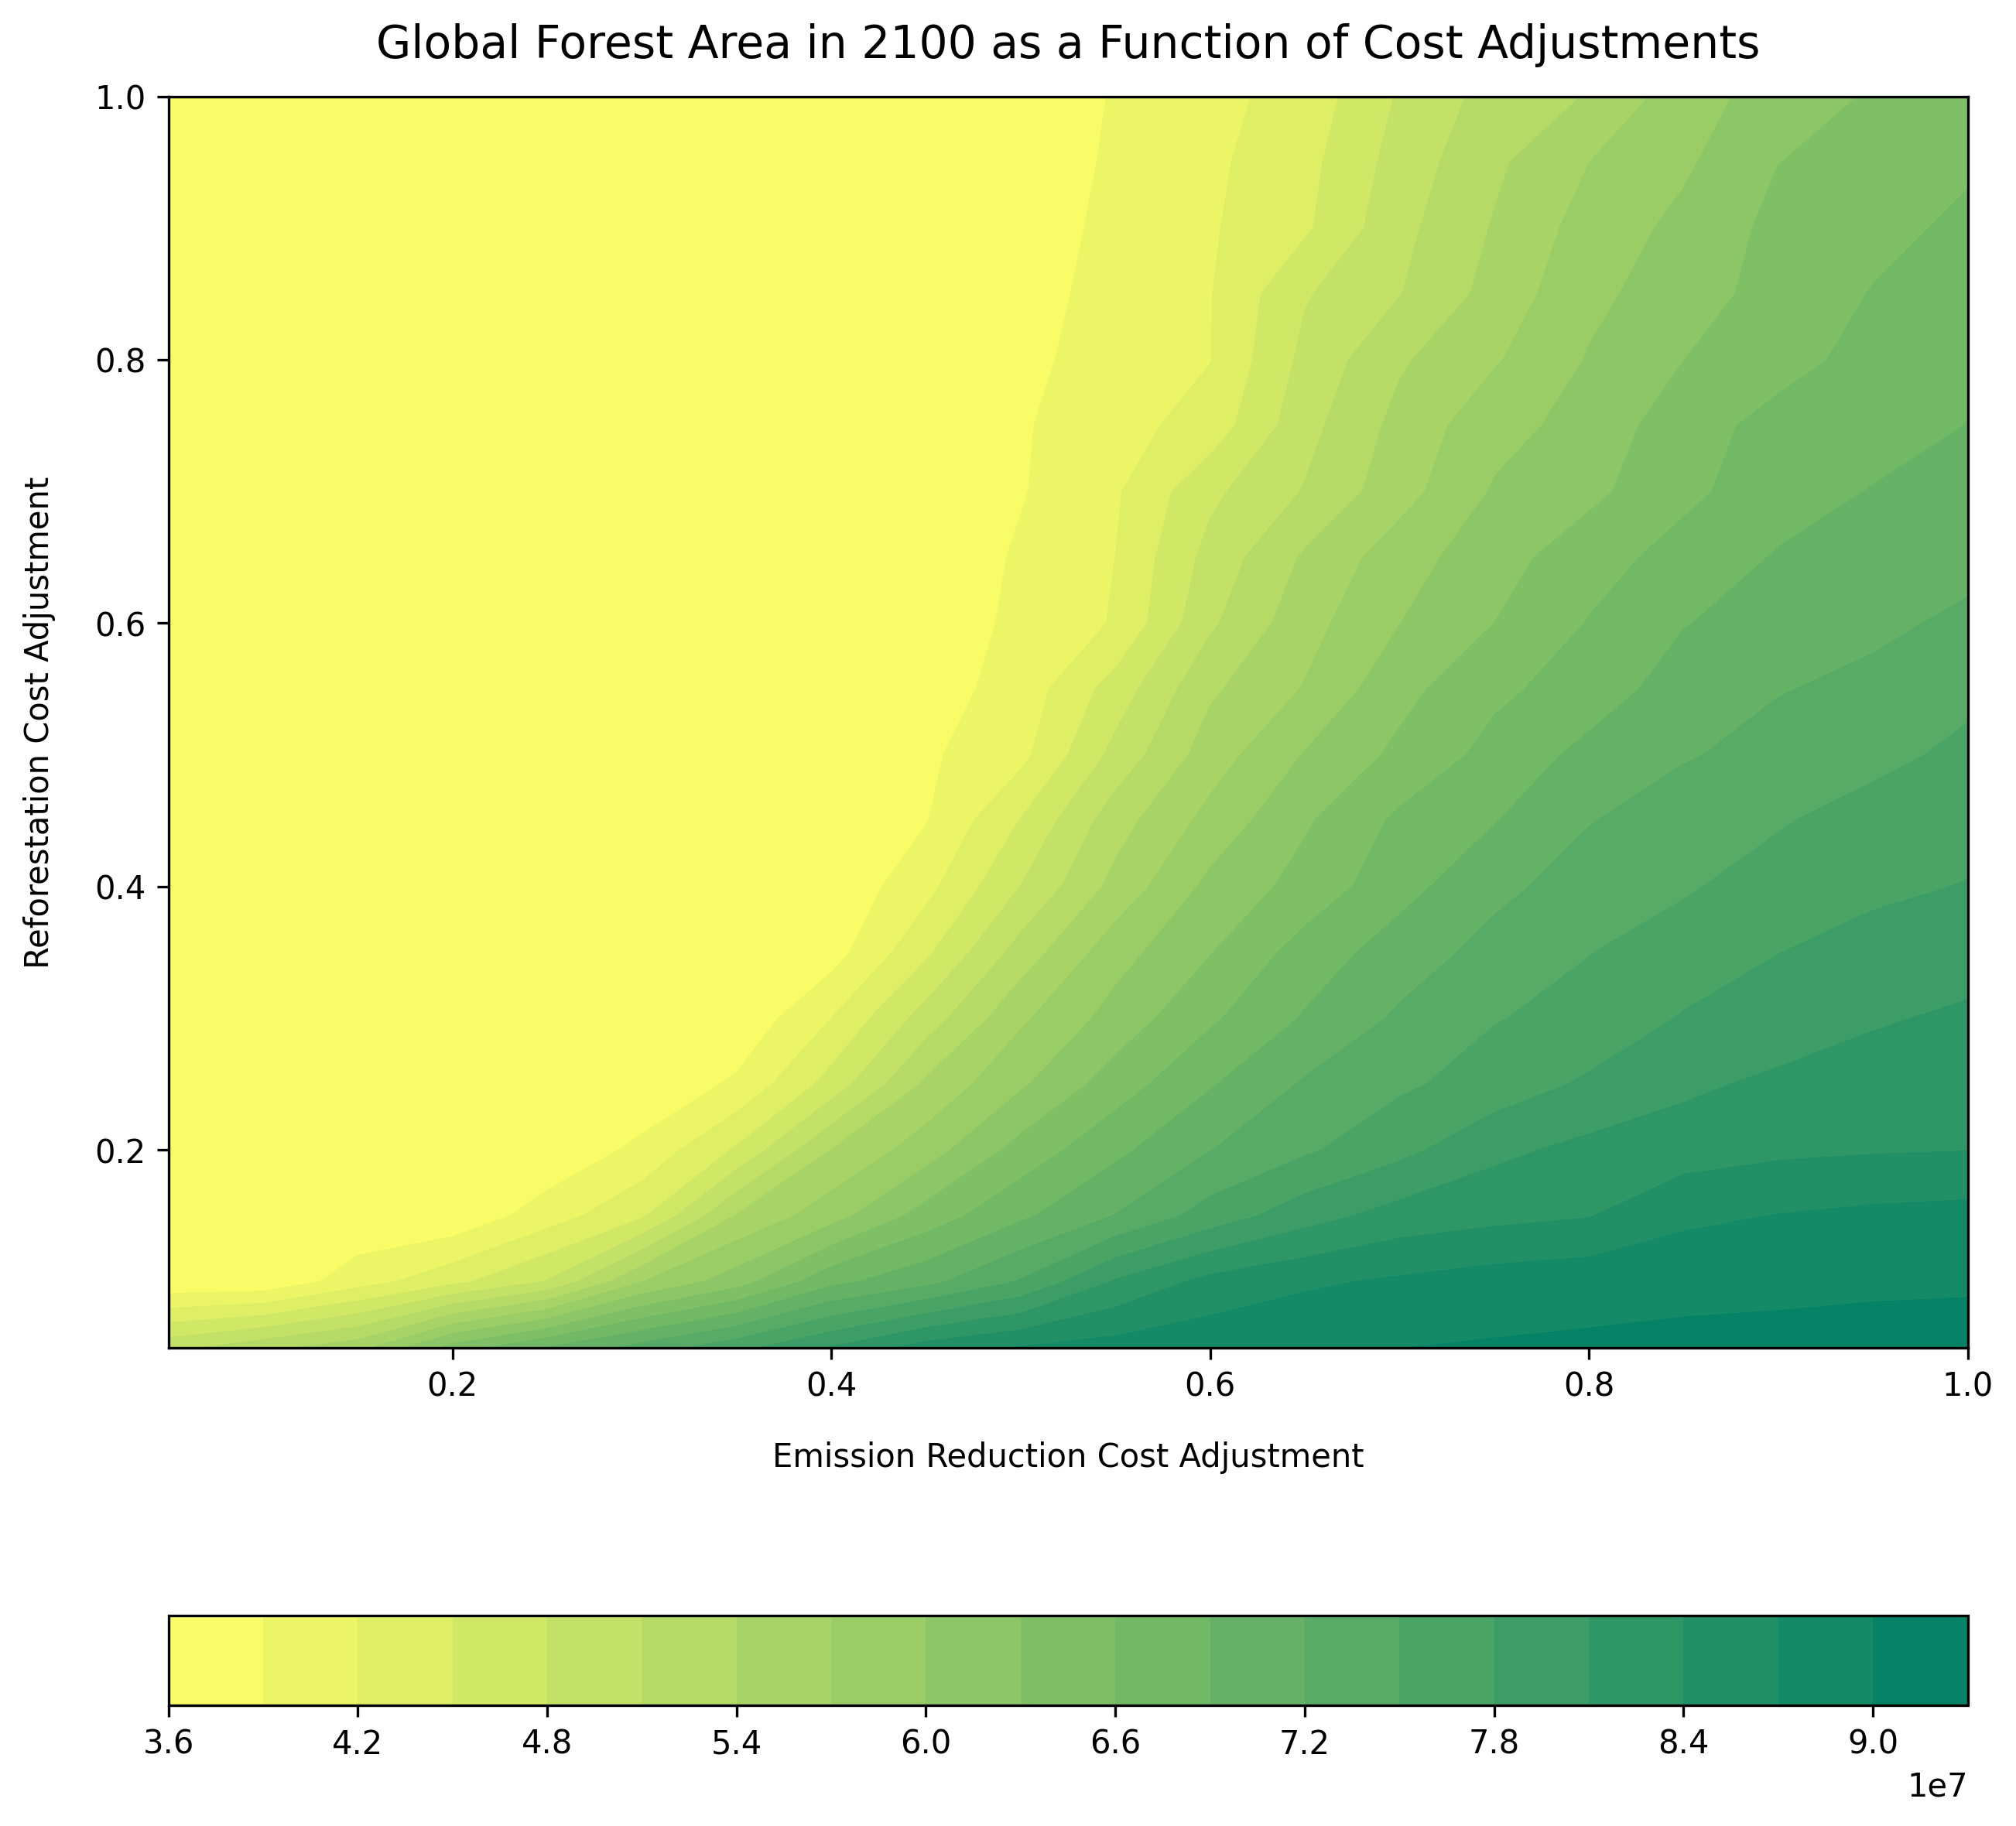 Global Forest Area in 2100 as a Function of Cost Adjustments
1.0
0.8
0.6
0.4
0.2
Reforestation Cost Adjustment
0.2 0.4 0.6 0.8 1.0
Emission Reduction Cost Adjustment
3.6 4.2 4.8 5.4 6.0 6.6 7.2 7.8 8.4 9.0
1e7